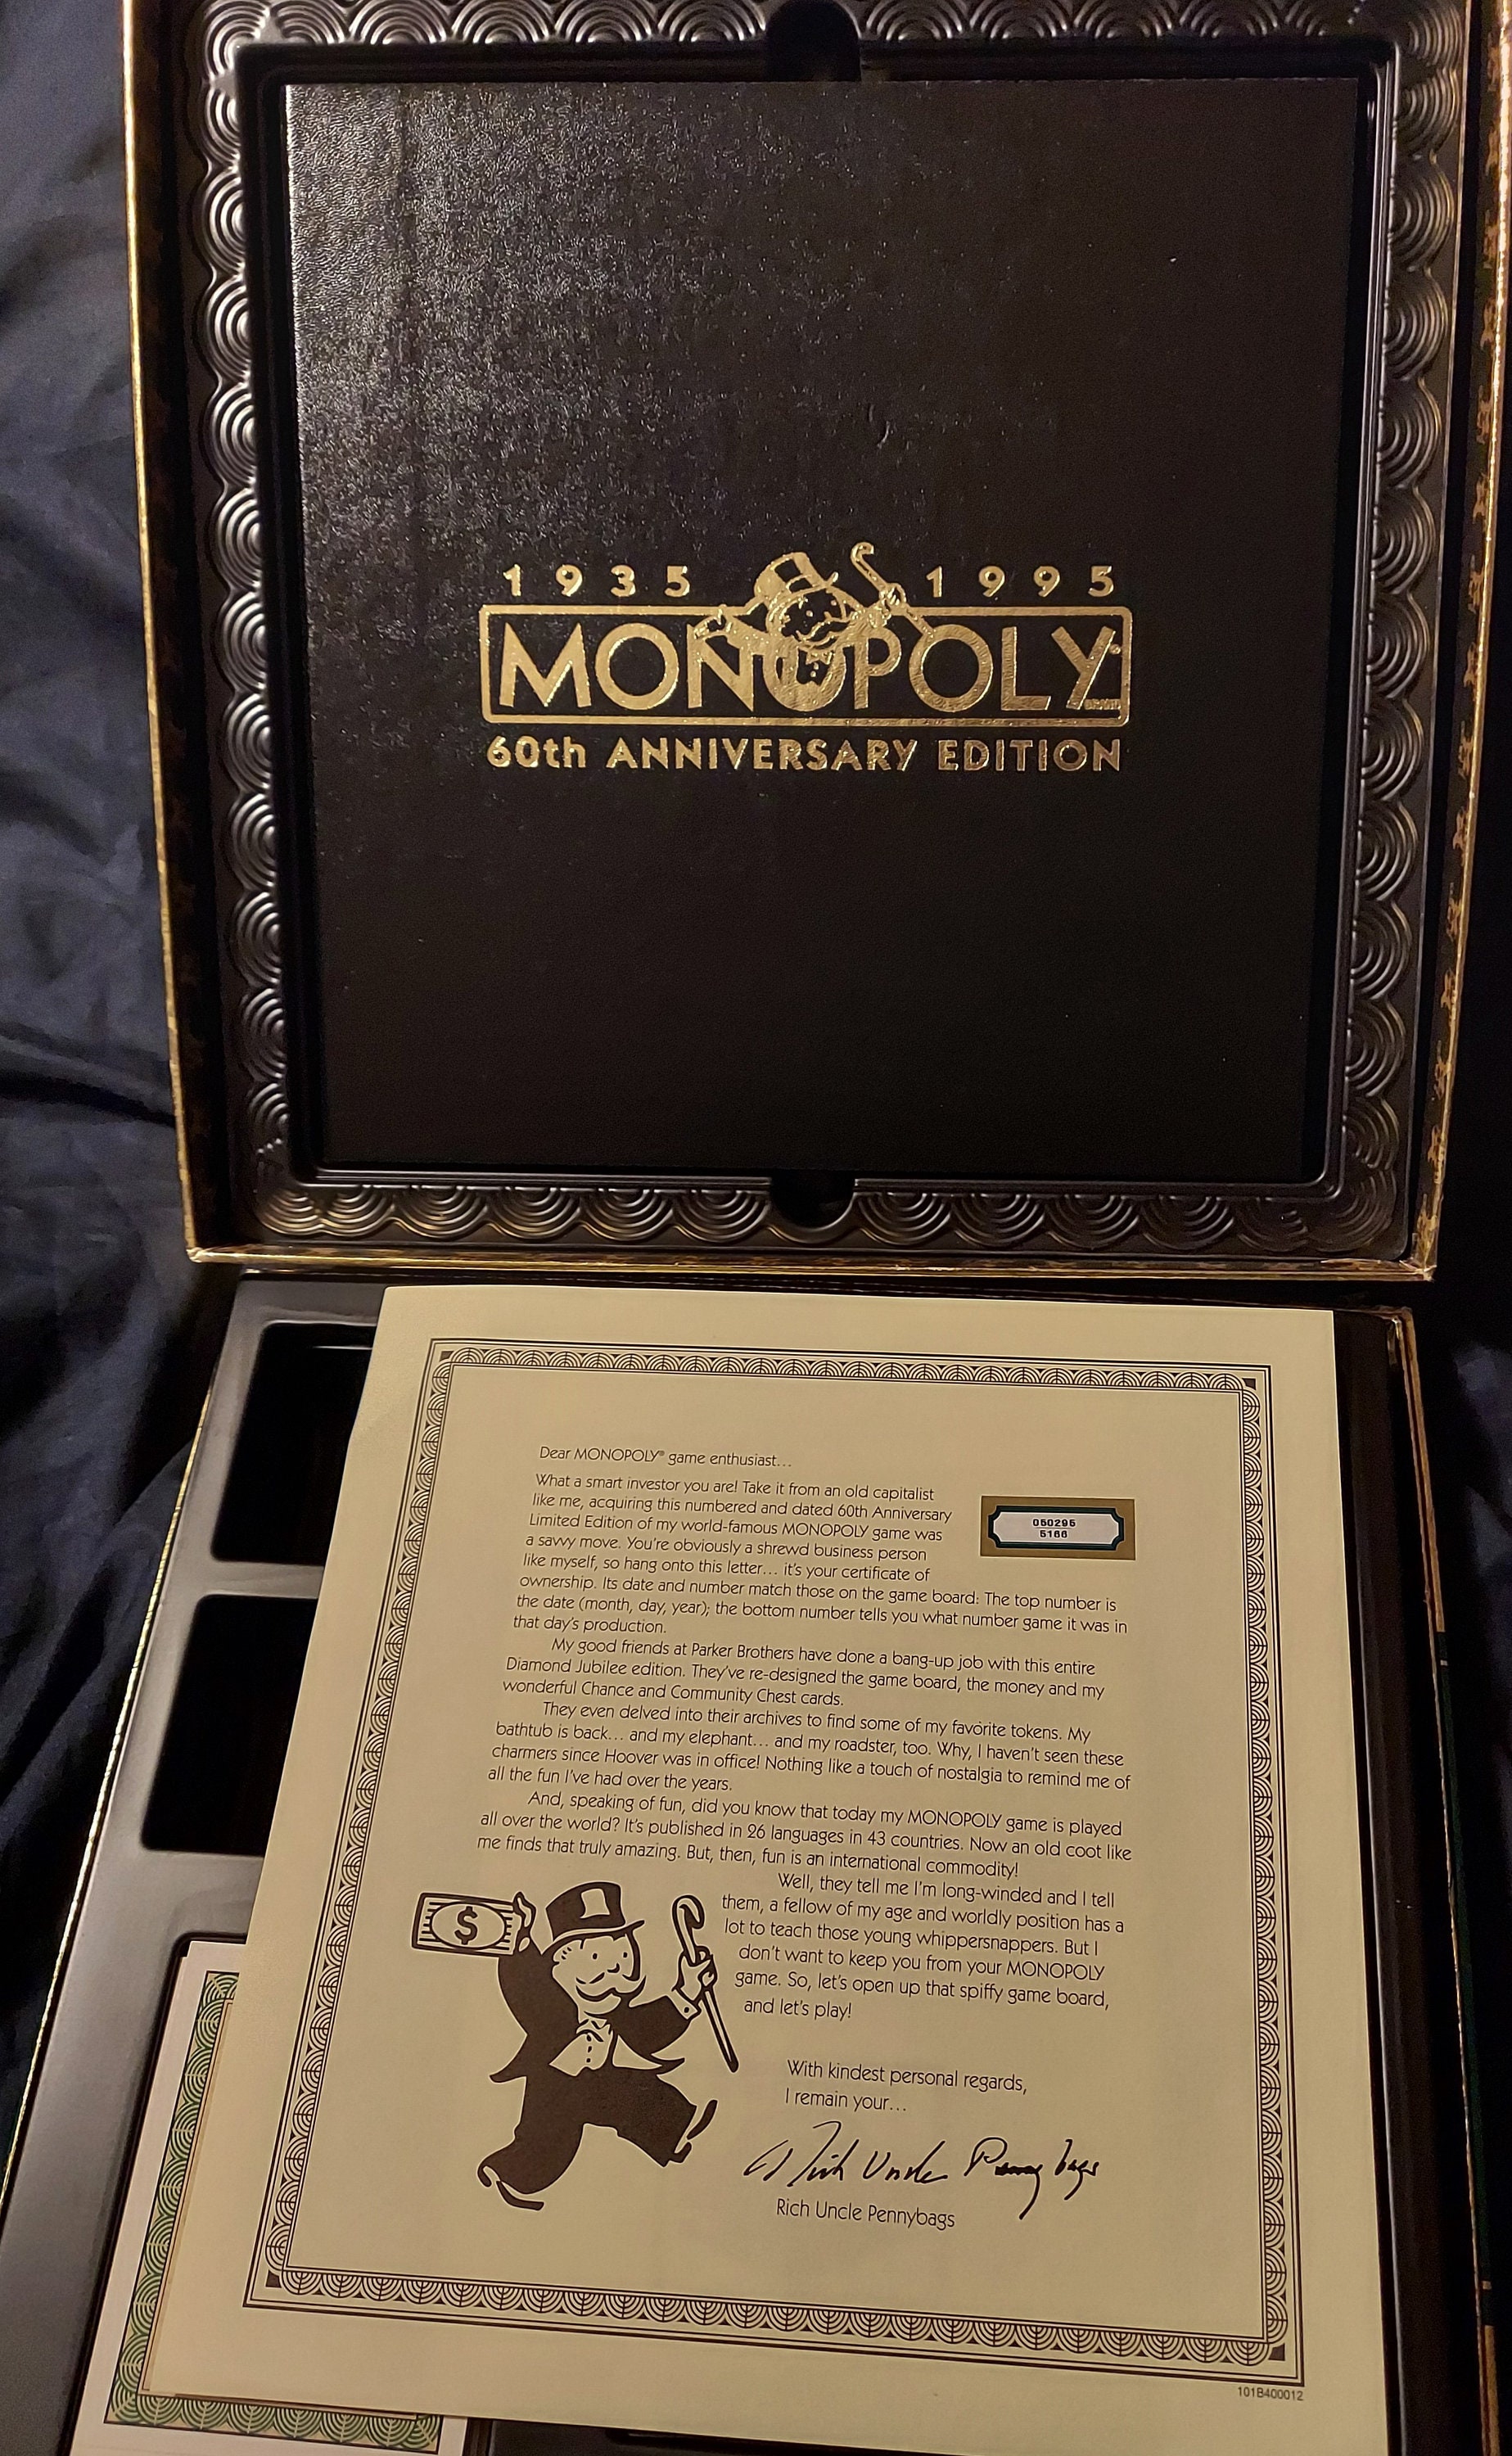 1935 1995
MONOPOLY®
60th ANNIVERSARY EDITION
Dear MONOPOLY® game enthusiast...
What a smart investor you are! Take it from an old capitalist
like me, acquiring this numbered and dated 60th Anniversary
Limited Edition of my world-famous MONOPOLY game was
a savvy move. You're obviously a shrewd business person
like myself, so hang onto this letter... it's your certificate of
ownership. Its date and number match those on the game board: The top number is
the date (month, day, year); the bottom number tells you what number game it was in
that day's production.
050295
5166
My good friends at Parker Brothers have done a bang-up job with this entire
Diamond Jubilee edition. They've re-designed the game board, the money and my
wonderful Chance and Community Chest cards.
They even delved into their archives to find some of my favorite tokens. My
bathtub is back... and my elephant... and my roadster, too. Why, I haven't seen these
charmers since Hoover was in office! Nothing like a touch of nostalgia to remind me of
all the fun I've had over the years.
And, speaking of fun, did you know that today my MONOPOLY game is played
all over the world? It's published in 26 languages in 43 countries. Now an old coot like
me finds that truly amazing. But, then, fun is an international commodity!
Well, they tell me I'm long-winded and I tell
them, a fellow of my age and worldly position has a
lot to teach those young whippersnappers. But I
don't want to keep you from your MONOPOLY
game. So, let's open up that spiffy game board,
and let's play!
$
With kindest personal regards,
I remain your...
Rich Uncle Pennybags
Rich Uncle Pennybags
101B400012